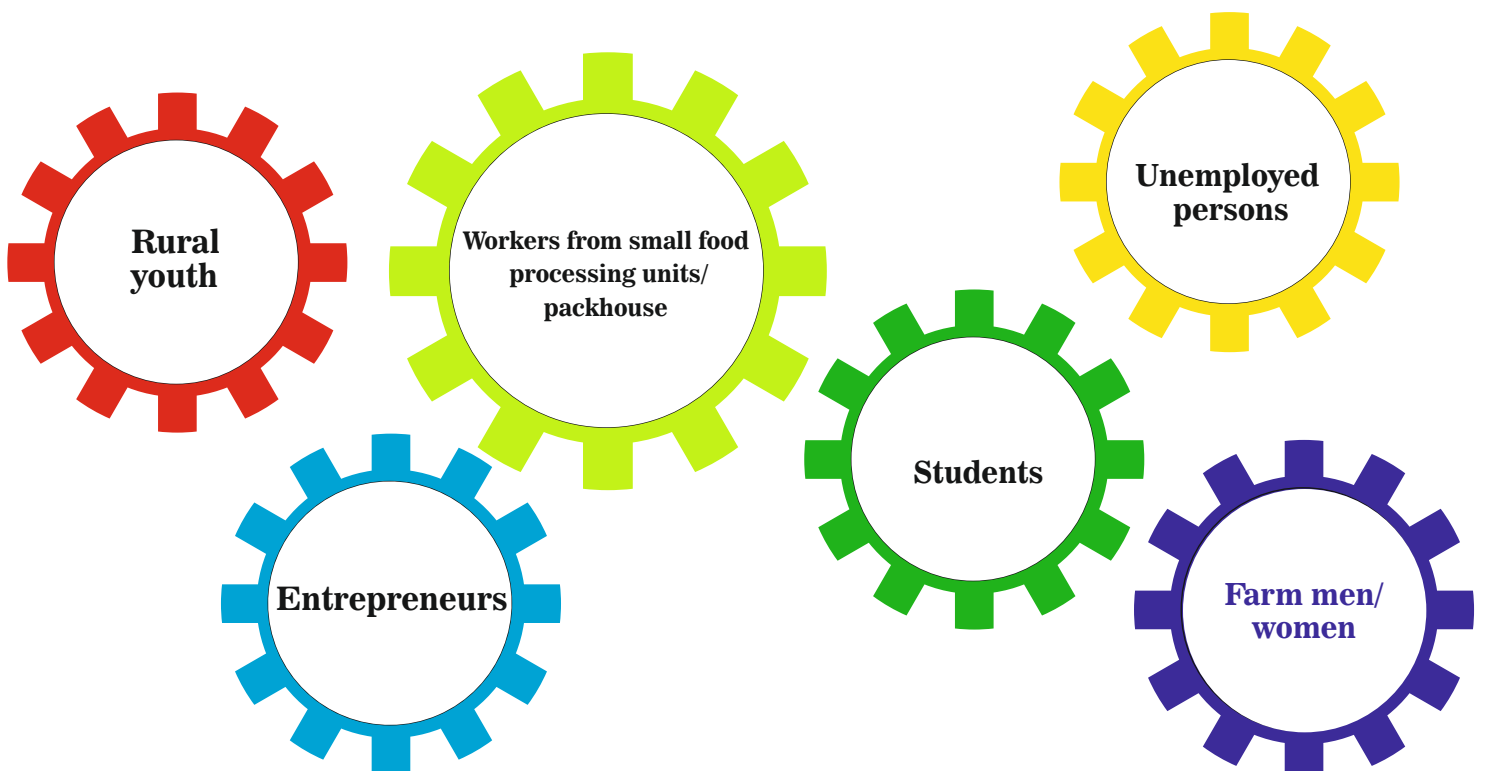 Rural
youth
Workers from small food
processing units/
packhouse
Unemployed
persons
Students
Entrepreneurs
Farm men/
women